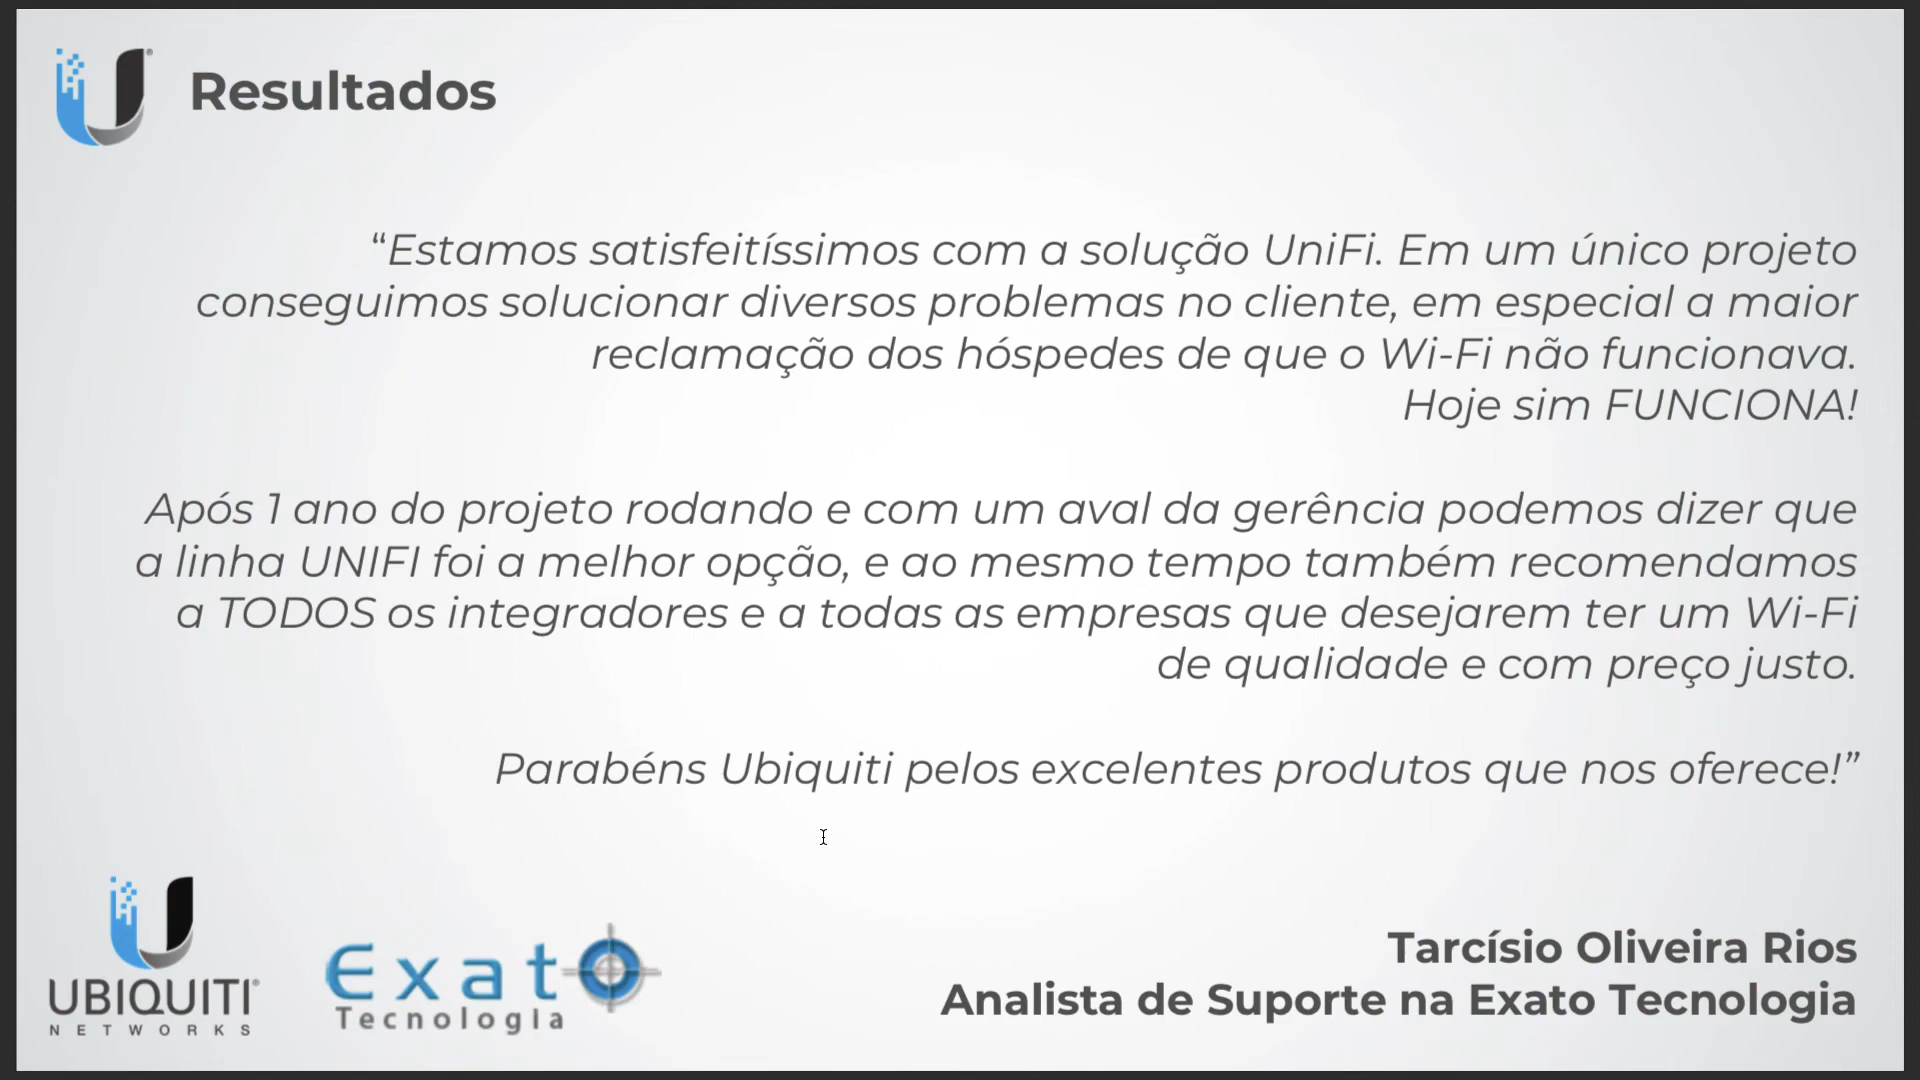 Resultados
“Estamos satisfeitíssimos com a solução UniFi. Em um único projeto
conseguimos solucionar diversos problemas no cliente, em especial a maior
reclamação dos hóspedes de que o Wi-Fi não funcionava.
Hoje sim FUNCIONA!
Após 1 ano do projeto rodando e com um aval da gerência podemos dizer que
a linha UNIFI foi a melhor opção, e ao mesmo tempo também recomendamos
a TODOS os integradores e a todas as empresas que desejarem ter um Wi-Fi
de qualidade e com preço justo.
Parabéns Ubiquiti pelos excelentes produtos que nos oferece!”
UBIQUITI®
NETWORKS
Exato
Tecnologia
Tarcísio Oliveira Rios
Analista de Suporte na Exato Tecnologia